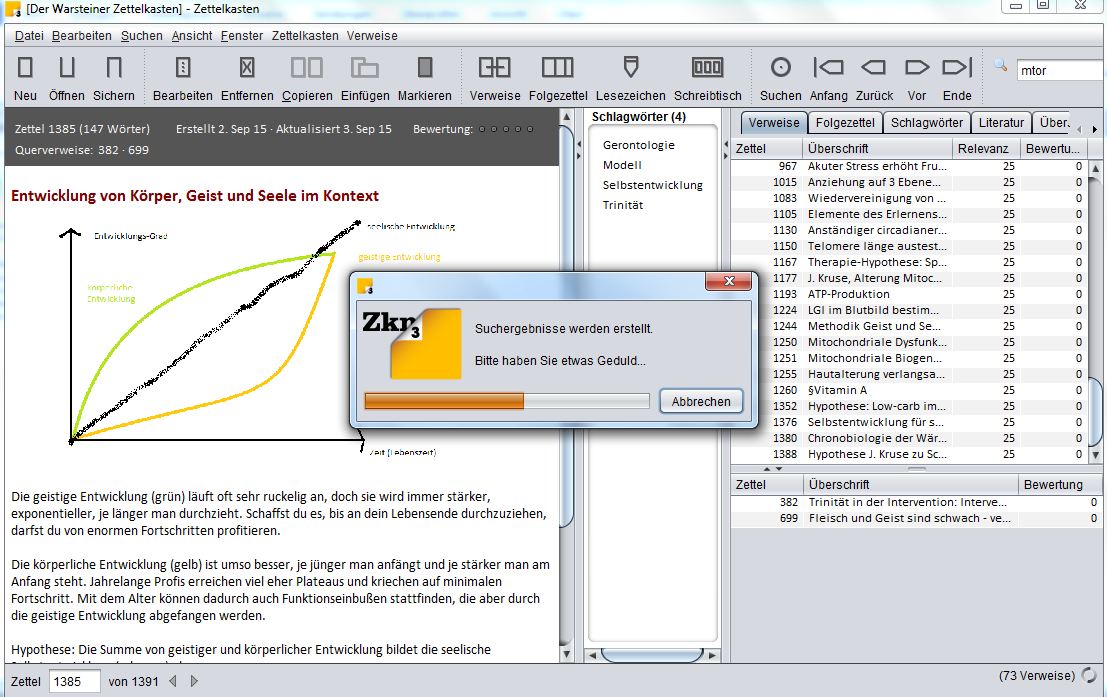 [Der Warsteiner Zettelkasten] - Zettelkasten
Datei Bearbeiten Suchen Ansicht Fenster Zettelkasten Verweise
Neu Öffnen Sichern Bearbeiten Entfernen Copieren Einfügen Markieren Verweise Folgezettel Lesezeichen Schreibtisch Suchen Anfang Zurück Vor Ende mtor
Zettel 1385 (147 Wörter) Erstellt 2. Sep 15 · Aktualisiert 3. Sep 15 Bewertung:
Querverweise: 382 · 699
Entwicklung von Körper, Geist und Seele im Kontext
Entwicklungs-Grad
seelische Entwicklung
geistige Entwicklung
körperliche
Entwicklung
Zeit (Lebenszeit)
Die geistige Entwicklung (grün) läuft oft sehr ruckelig an, doch sie wird immer stärker,
exponentieller, je länger man durchzieht. Schaffst du es, bis an dein Lebensende durchzuziehen,
darfst du von enormen Fortschritten profitieren.
Die körperliche Entwicklung (gelb) ist umso besser, je jünger man anfängt und je stärker man am
Anfang steht. Jahrelange Profis erreichen viel eher Plateaus und kriechen auf minimalen
Fortschritt. Mit dem Alter können dadurch auch Funktionseinbußen stattfinden, die aber durch
die geistige Entwicklung abgefangen werden.
Hypothese: Die Summe von geistiger und körperlicher Entwicklung bildet die seelische
Schlagwörter (4)
Gerontologie
Modell
Selbstentwicklung
Trinität
Zkn
3
Suchergebnisse werden erstellt.
Bitte haben Sie etwas Geduld...
Abbrechen
Verweise Folgezettel Schlagwörter Literatur Über.
Zettel Überschrift Relevanz Bewertu...
967 Akuter Stress erhöht Fru... 25 0
1015 Anziehung auf 3 Ebene... 25 0
1083 Wiedervereinigung von ... 25 0
1105 Elemente des Erlernens... 25 0
1130 Anständiger circadianer... 25 0
1150 Telomere länge austest... 25 0
1167 Therapie-Hypothese: Sp... 25 0
1177 J. Kruse, Alterung Mitoc... 25 0
1193 ATP-Produktion 25 0
1224 LGI im Blutbild bestim... 25 0
1244 Methodik Geist und Se... 25 0
1250 Mitochondriale Dysfunk... 25 0
1251 Mitochondriale Biogen... 25 0
1255 Hautalterung verlangsa... 25 0
1260 §Vitamin A 25 0
1352 Hypothese: Low-carb im... 25 0
1376 Selbstentwicklung für s... 25 0
1380 Chronobiologie der Wär... 25 0
1388 Hypothese J. Kruse zu Sc... 25 0
Zettel Überschrift Bewertung
382 Trinität in der Intervention: Interve... 0
699 Fleisch und Geist sind schwach - ve... 0
Zettel 1385 von 1391
(73 Verweise)